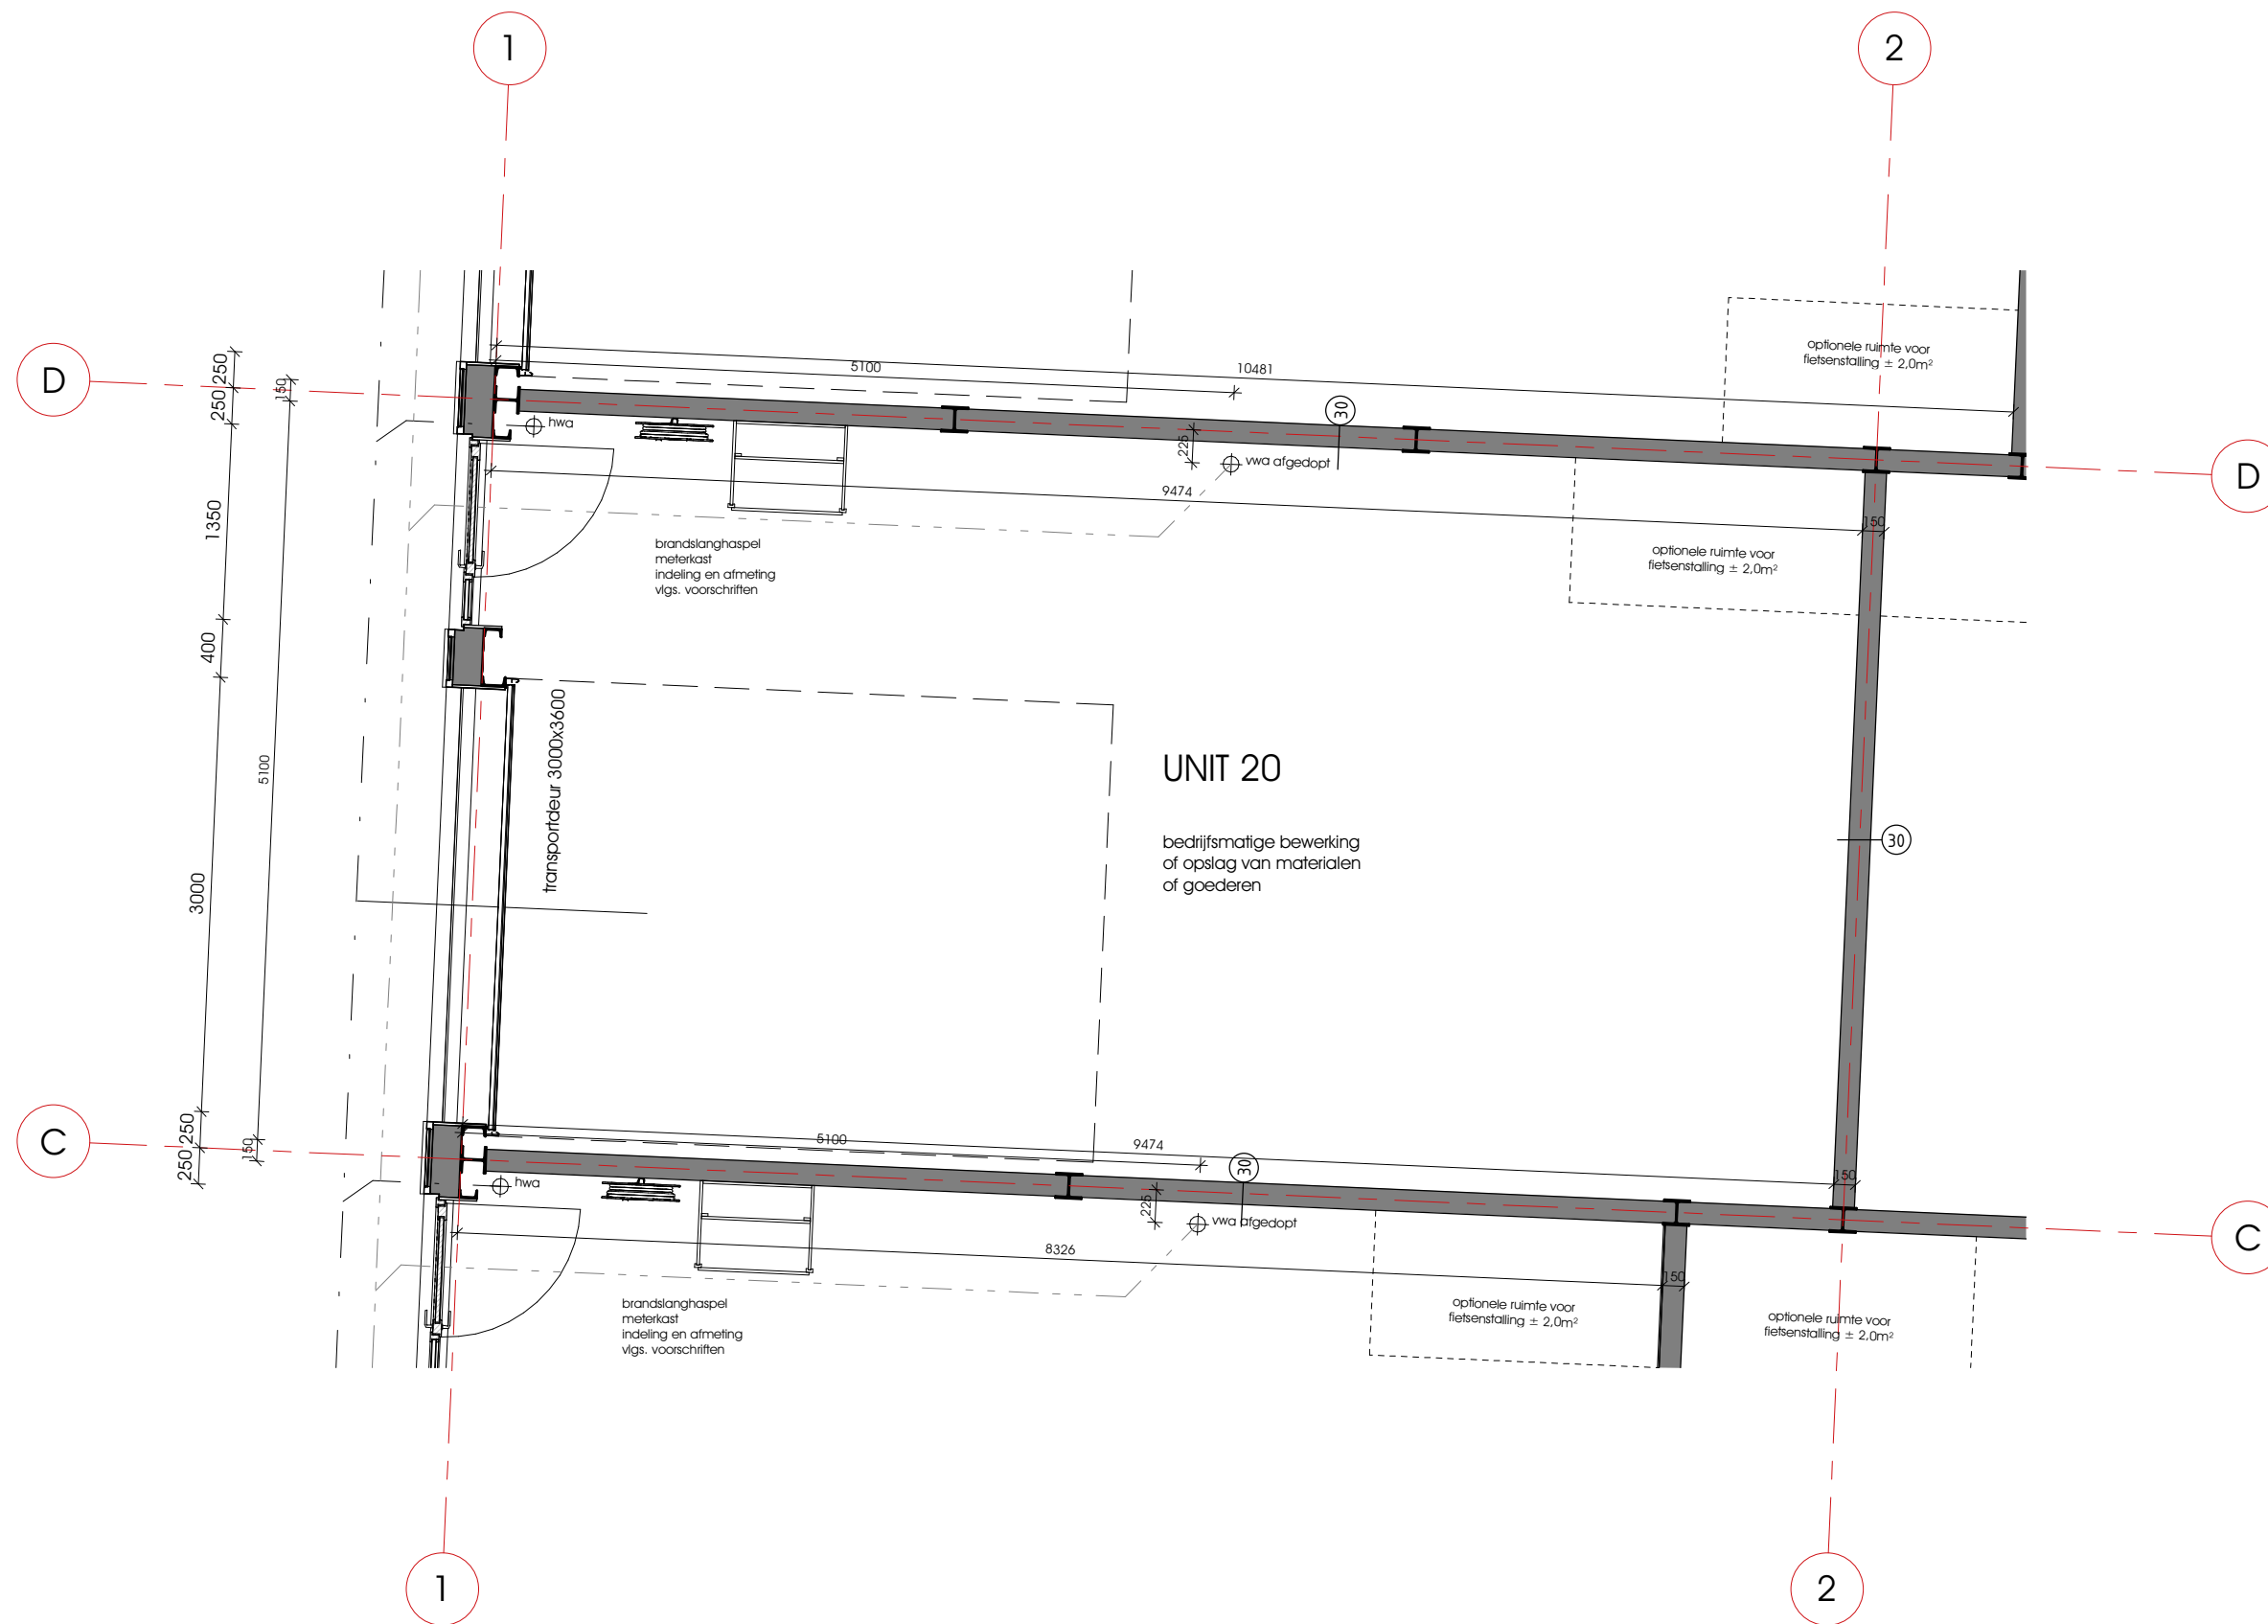 1
2
D
250
250
150
5100
10481
optionele ruimte voor
fietsenstalling ± 2,0m²
hwa
30
225
vwa afgedopt
D
9474
150
1350
brandslanghaspel
meterkast
indeling en afmeting
vlgs. voorschriften
optionele ruimte voor
fietsenstalling ± 2,0m²
400
transportdeur 3000x3600
5100
UNIT 20
bedrijfsmatige bewerking
of opslag van materialen
of goederen
30
3000
C
250
250
150
5100
9474
30
150
hwa
225
vwa afgedopt
C
8326
150
brandslanghaspel
meterkast
indeling en afmeting
vlgs. voorschriften
optionele ruimte voor
fietsenstalling ± 2,0m²
optionele ruimte voor
fietsenstalling ± 2,0m²
1
2